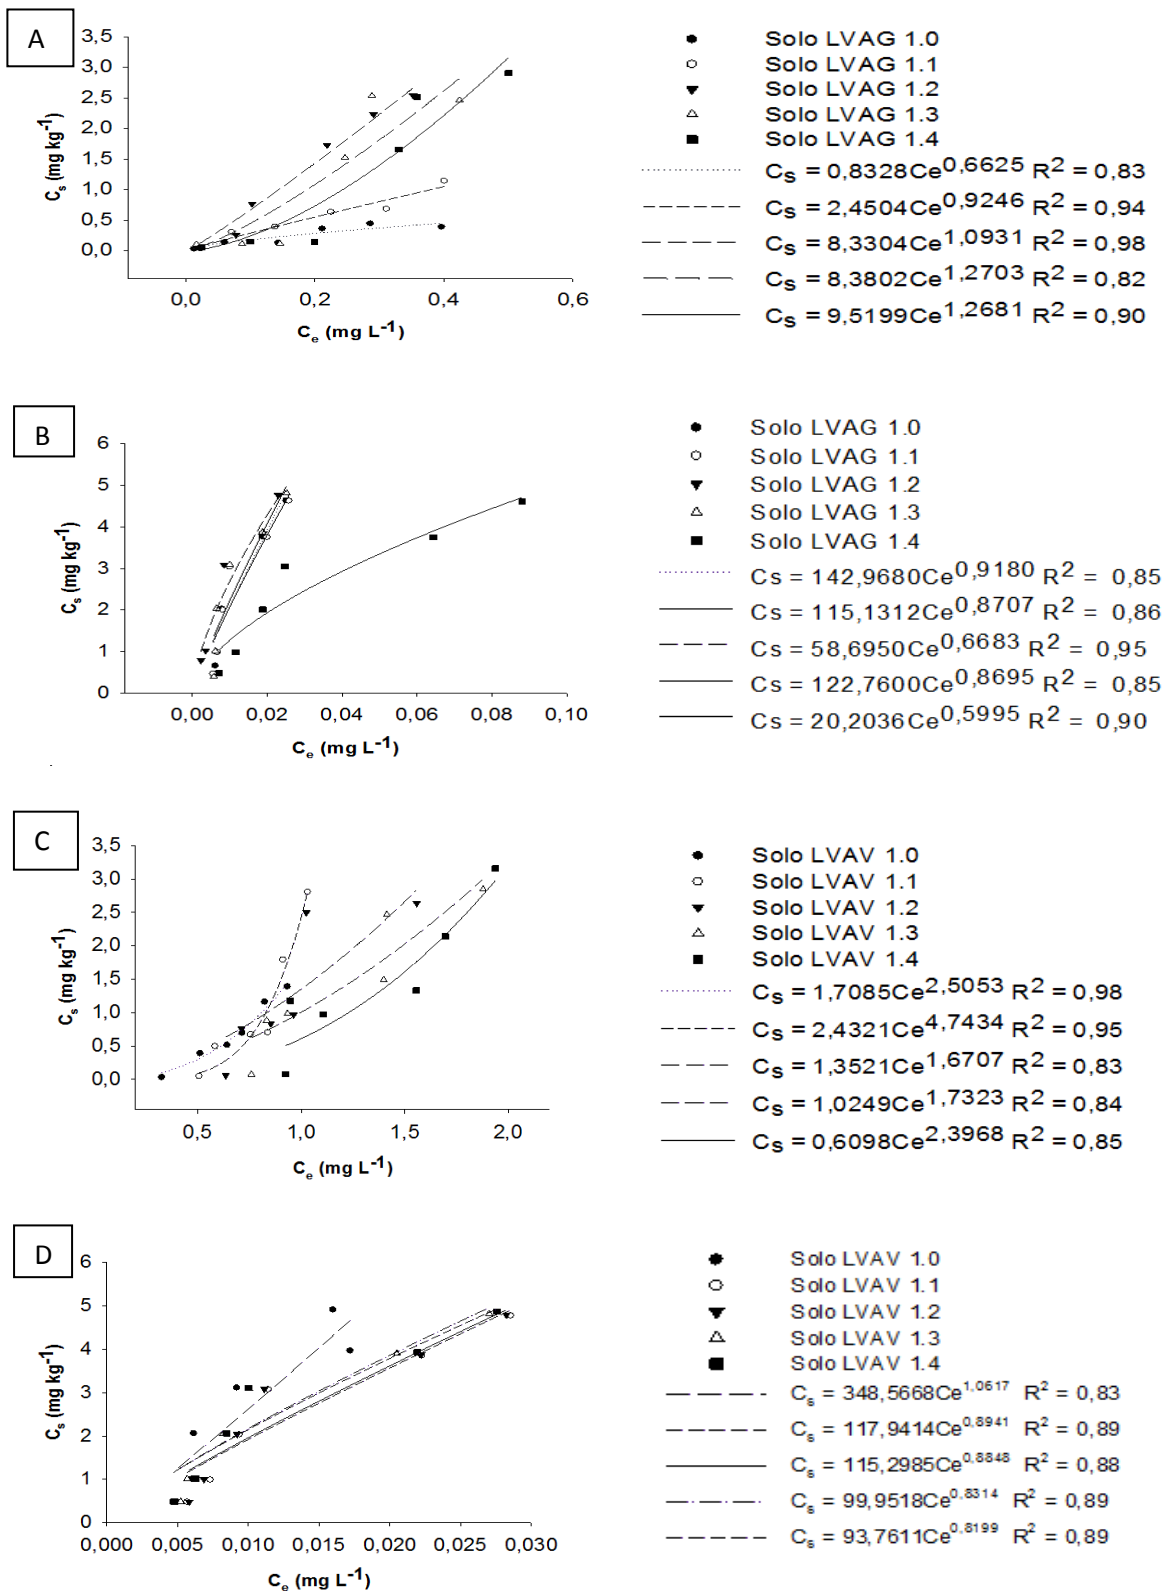 A
3,5
3,0
2,5
2,0
1,5
1,0
0,5
0,0
Cs (mg kg-1)
0,0 0,2 0,4 0,6
Ce (mg L-1)
Solo LVAG 1.0
Solo LVAG 1.1
Solo LVAG 1.2
Solo LVAG 1.3
Solo LVAG 1.4
Cs = 0,8328Ce0,6625 R2 = 0,83
Cs = 2,4504Ce0,9246 R2 = 0,94
Cs = 8,3304Ce1,0931 R2 = 0,98
Cs = 8,3802Ce1,2703 R2 = 0,82
Cs = 9,5199Ce1,2681 R2 = 0,90
B
6
5
4
3
2
1
0
Cs (mg kg-1)
0,00 0,02 0,04 0,06 0,08 0,10
Ce (mg L-1)
Solo LVAG 1.0
Solo LVAG 1.1
Solo LVAG 1.2
Solo LVAG 1.3
Solo LVAG 1.4
Cs = 142,9680Ce0,9180 R2 = 0,85
Cs = 115,1312Ce0,8707 R2 = 0,86
Cs = 58,6950Ce0,6683 R2 = 0,95
Cs = 122,7600Ce0,8695 R2 = 0,85
Cs = 20,2036Ce0,5995 R2 = 0,90
C
3,5
3,0
2,5
2,0
1,5
1,0
0,5
0,0
Cs (mg kg-1)
0,5 1,0 1,5 2,0
Ce (mg L-1)
Solo LVAV 1.0
Solo LVAV 1.1
Solo LVAV 1.2
Solo LVAV 1.3
Solo LVAV 1.4
Cs = 1,7085Ce2,5053 R2 = 0,98
Cs = 2,4321Ce4,7434 R2 = 0,95
Cs = 1,3521Ce1,6707 R2 = 0,83
Cs = 1,0249Ce1,7323 R2 = 0,84
Cs = 0,6098Ce2,3968 R2 = 0,85
D
6
5
4
3
2
1
0
Cs (mg kg-1)
0,000 0,005 0,010 0,015 0,020 0,025 0,030
Ce (mg L-1)
Solo LVAV 1.0
Solo LVAV 1.1
Solo LVAV 1.2
Solo LVAV 1.3
Solo LVAV 1.4
Cs = 348,5668Ce1,0617 R2 = 0,83
Cs = 117,9414Ce0,8941 R2 = 0,89
Cs = 115,2985Ce0,8848 R2 = 0,88
Cs = 99,9518Ce0,8314 R2 = 0,89
Cs = 93,7611Ce0,8199 R2 = 0,89